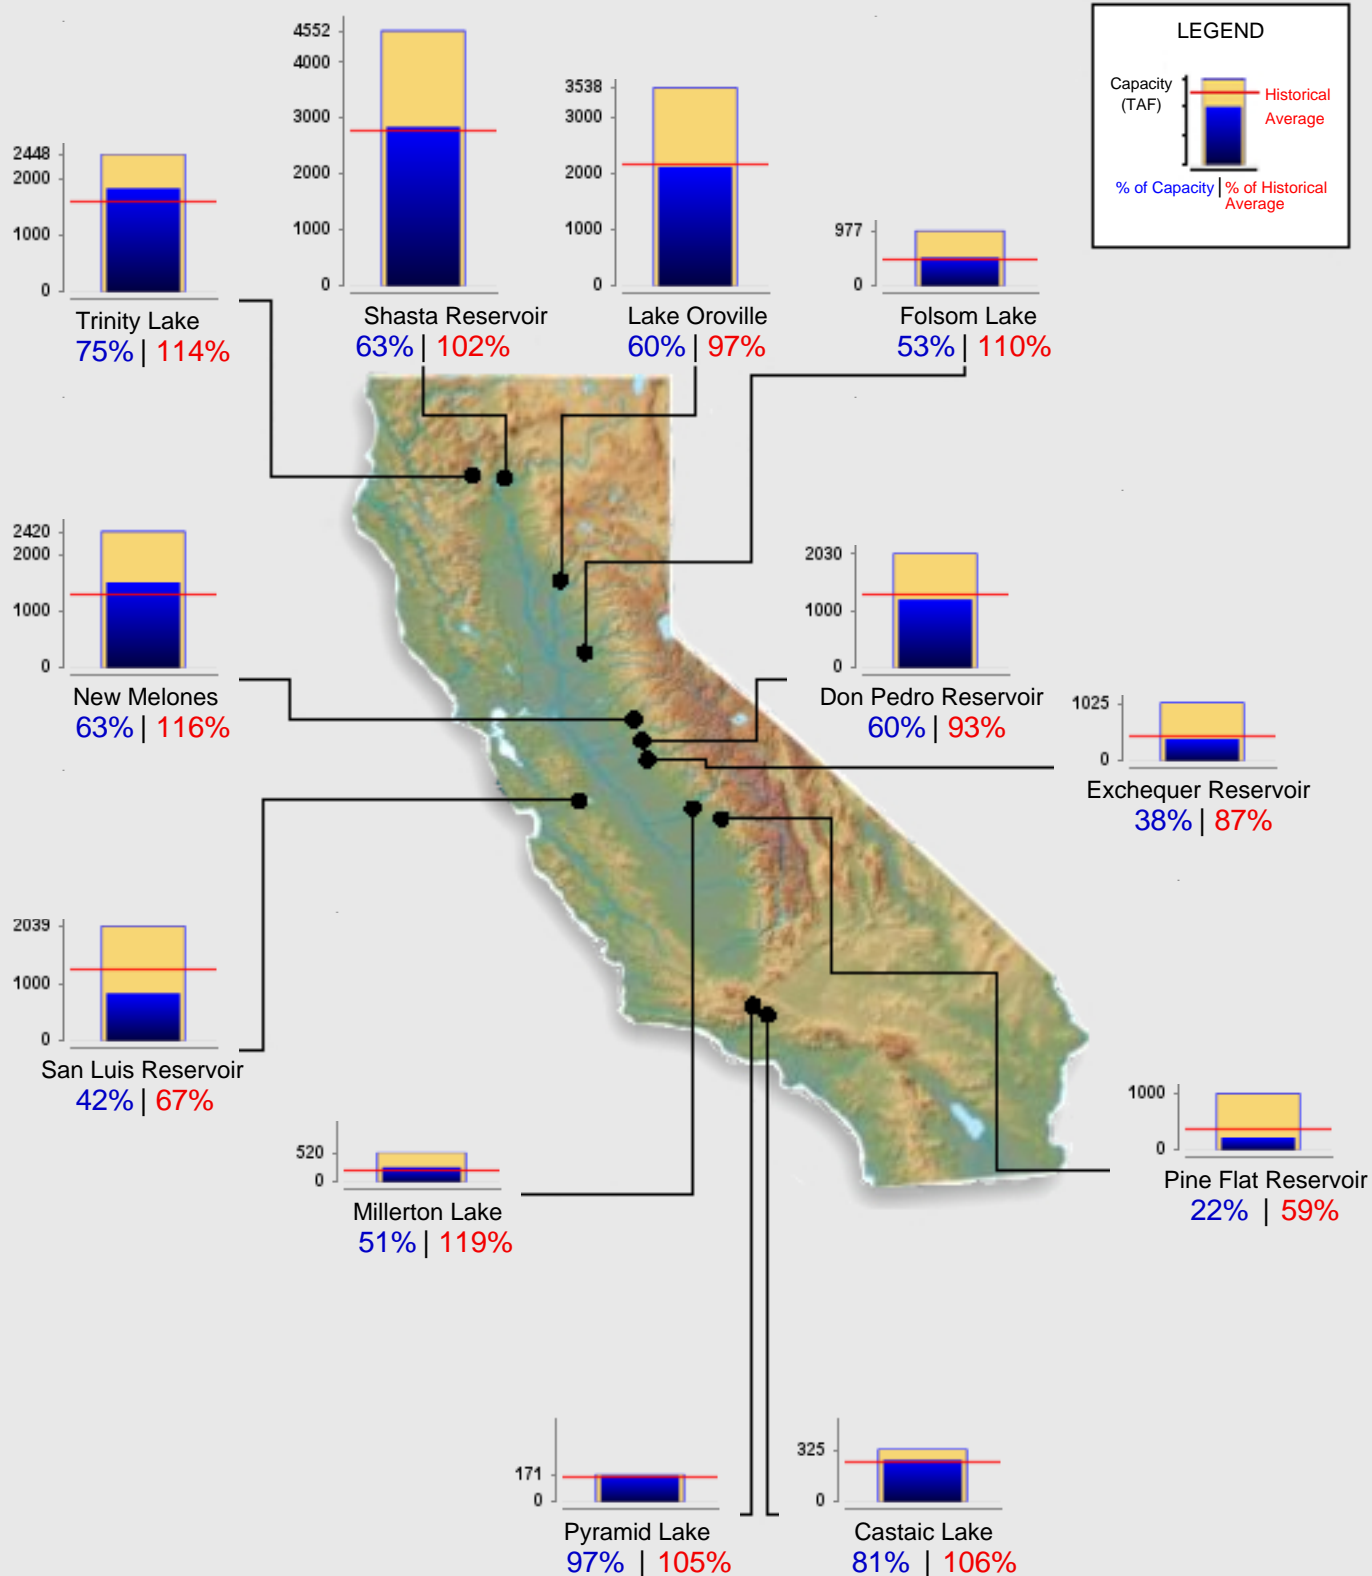 LEGEND
Capacity
(TAF)
Historical
Average
% of Capacity | % of Historical
Average
4552
4000
3000
2000
1000
0
Shasta Reservoir
63% | 102%
3538
3000
2000
1000
0
Lake Oroville
60% | 97%
2448
2000
1000
0
Trinity Lake
75% | 114%
977
0
Folsom Lake
53% | 110%
2420
2000
1000
0
New Melones
63% | 116%
2030
1000
0
Don Pedro Reservoir
60% | 93%
1025
0
Exchequer Reservoir
38% | 87%
2039
1000
0
San Luis Reservoir
42% | 67%
1000
0
Pine Flat Reservoir
22% | 59%
520
0
Millerton Lake
51% | 119%
171
0
Pyramid Lake
97% | 105%
325
0
Castaic Lake
81% | 106%